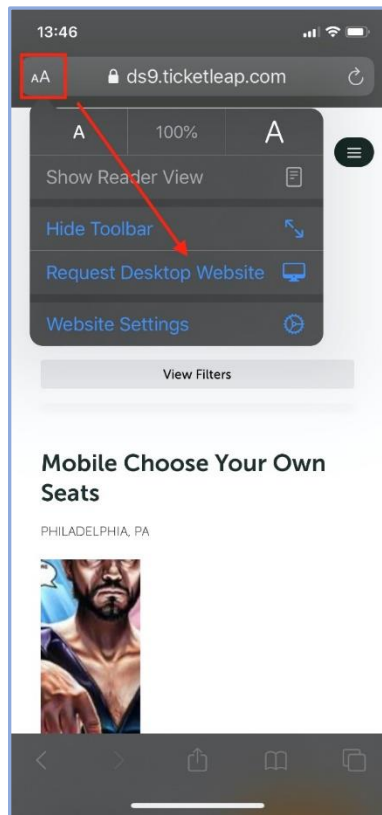 13:46
AA ds9.ticketleap.com
A 100% A
Show Reader View
Hide Toolbar
Request Desktop Website
Website Settings
View Filters
Mobile Choose Your Own
Seats
PHILADELPHIA, PA